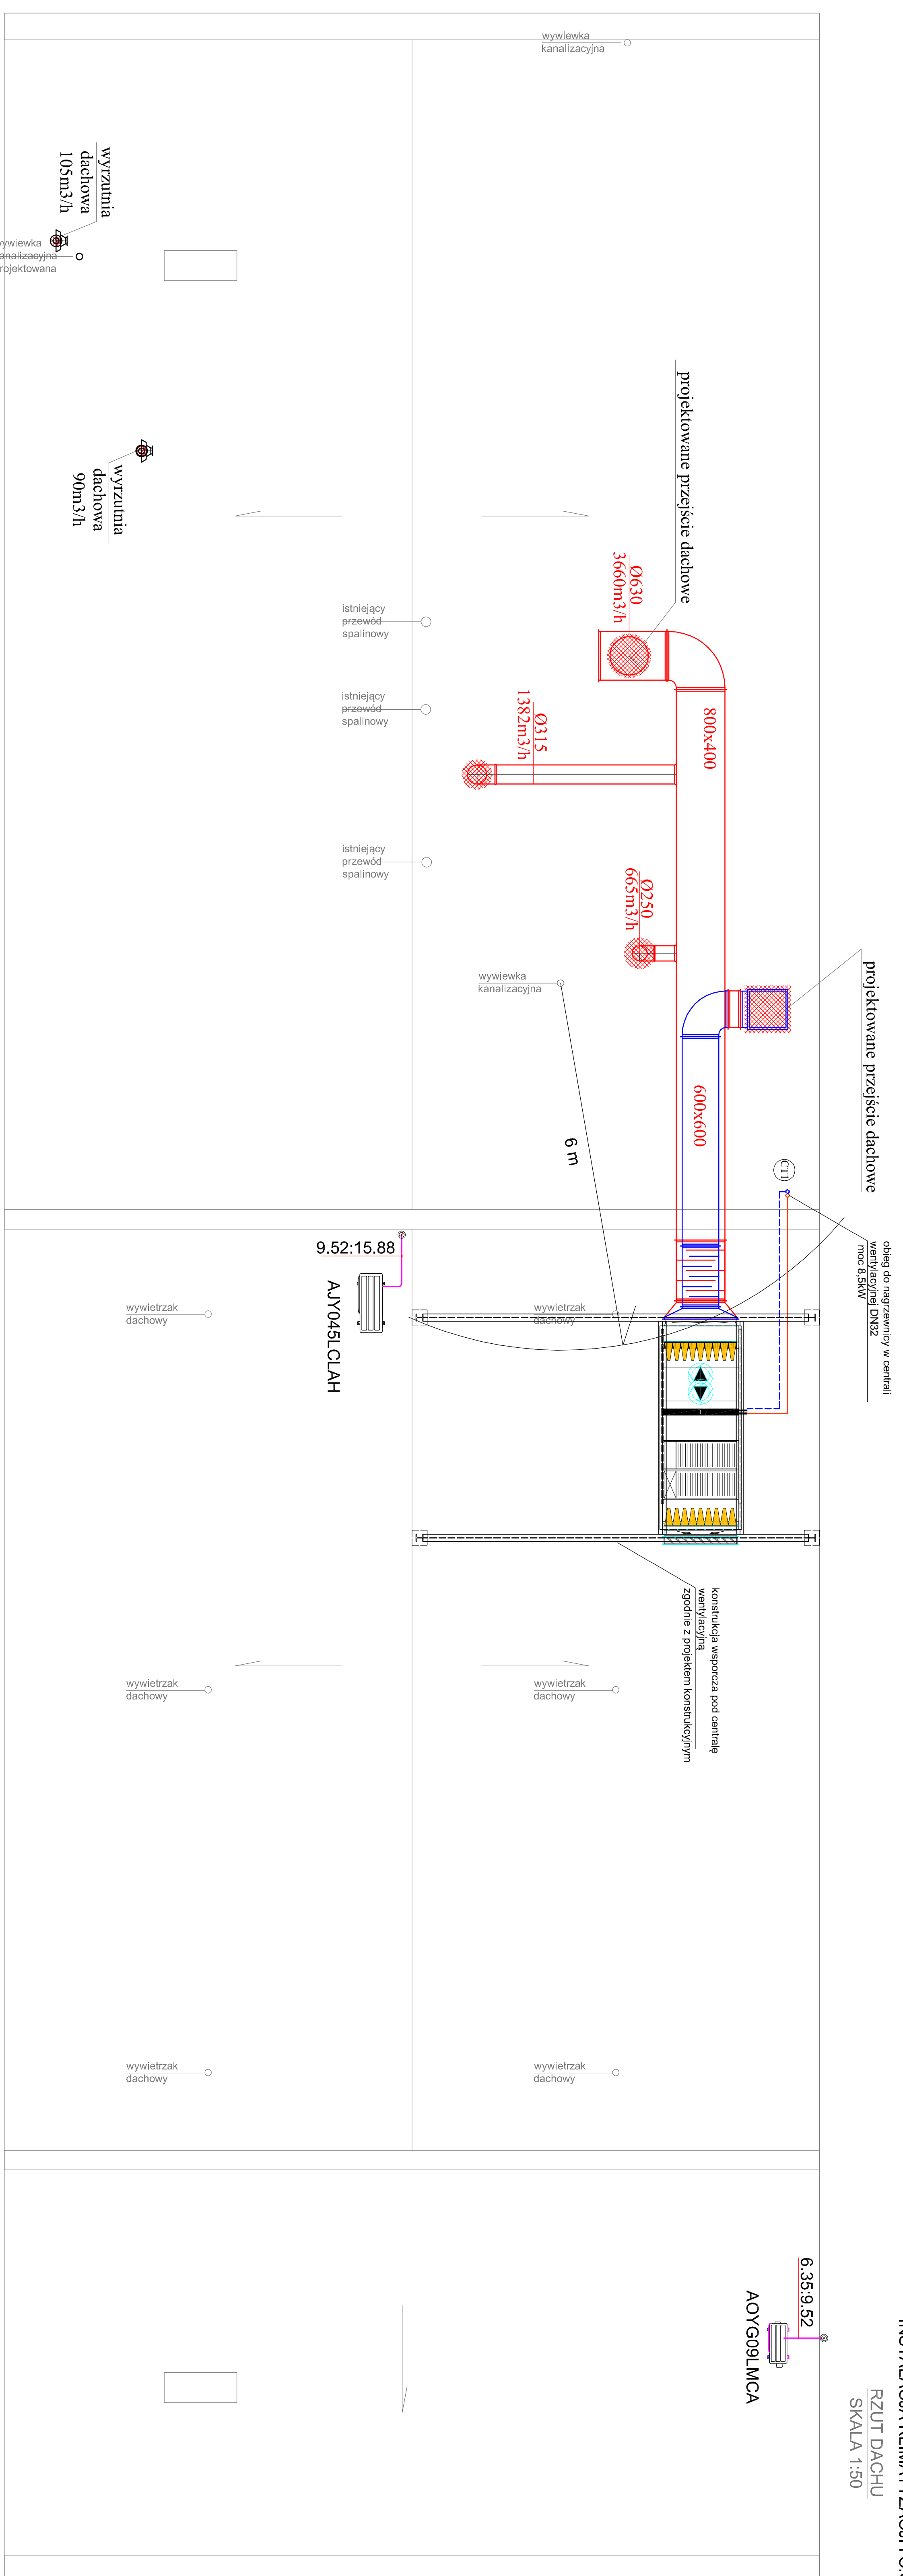 wywiewka
kanalizacyjna
wyrzutnia
dachowa
105m3/h
wywiewka
kanalizacyjna
projektowana
wyrzutnia
dachowa
90m3/h
projektowane przejście dachowe
Ø630
3660m3/h
istniejący
przewód
spalinowy
istniejący
przewód
spalinowy
800x400
Ø315
1382m3/h
istniejący
przewód
spalinowy
Ø250
665m3/h
wywiewka
kanalizacyjna
projektowane przejście dachowe
600x600
6 m
CT1
obieg do nagrzewnicy w centrali
wentylacyjnej DN32
moc 8,5kW
9.52:15.88
AJY045LCLAH
wywietrzak
dachowy
wywietrzak
dachowy
konstrukcja wsporcza pod centralę
wentylacyjną
zgodnie z projektem konstrukcyjnym
wywietrzak
dachowy
wywietrzak
dachowy
wywietrzak
dachowy
wywietrzak
dachowy
6.35:9.52
AOYG09LMCA
RZUT DACHU
SKALA 1:50